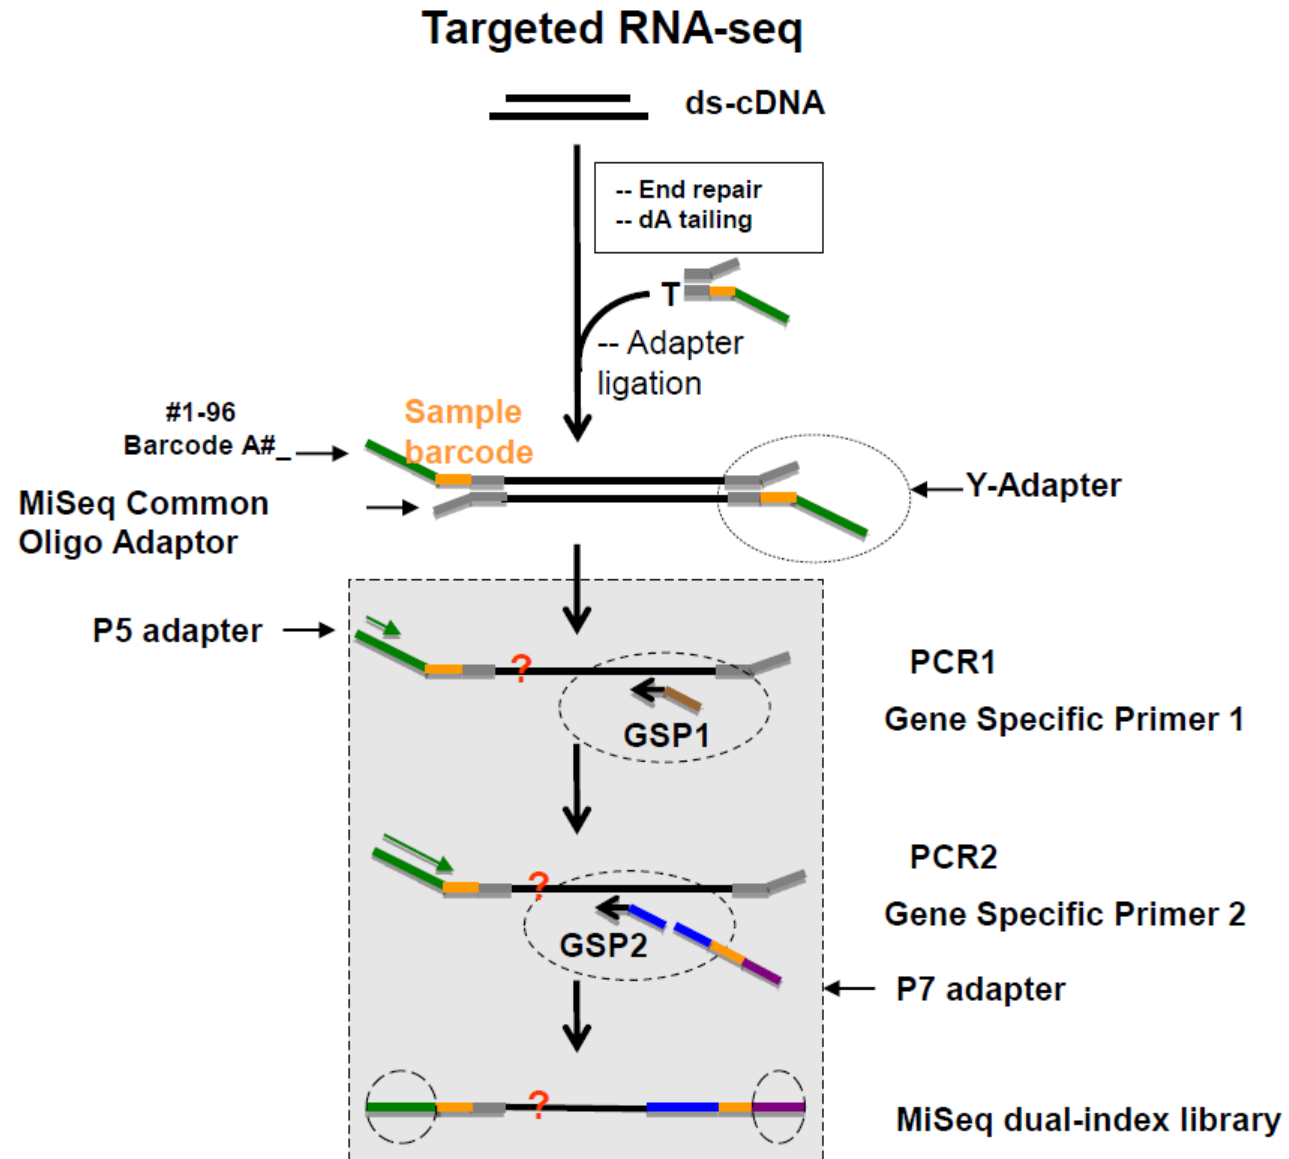 Targeted RNA-seq
ds-cDNA
-- End repair
-- dA tailing
T
-- Adapter
ligation
#1-96
Barcode A#_
Sample
barcode
MiSeq Common
Oligo Adaptor
Y-Adapter
P5 adapter
?
GSP1
PCR1
Gene Specific Primer 1
?
GSP2
PCR2
Gene Specific Primer 2
P7 adapter
?
MiSeq dual-index library